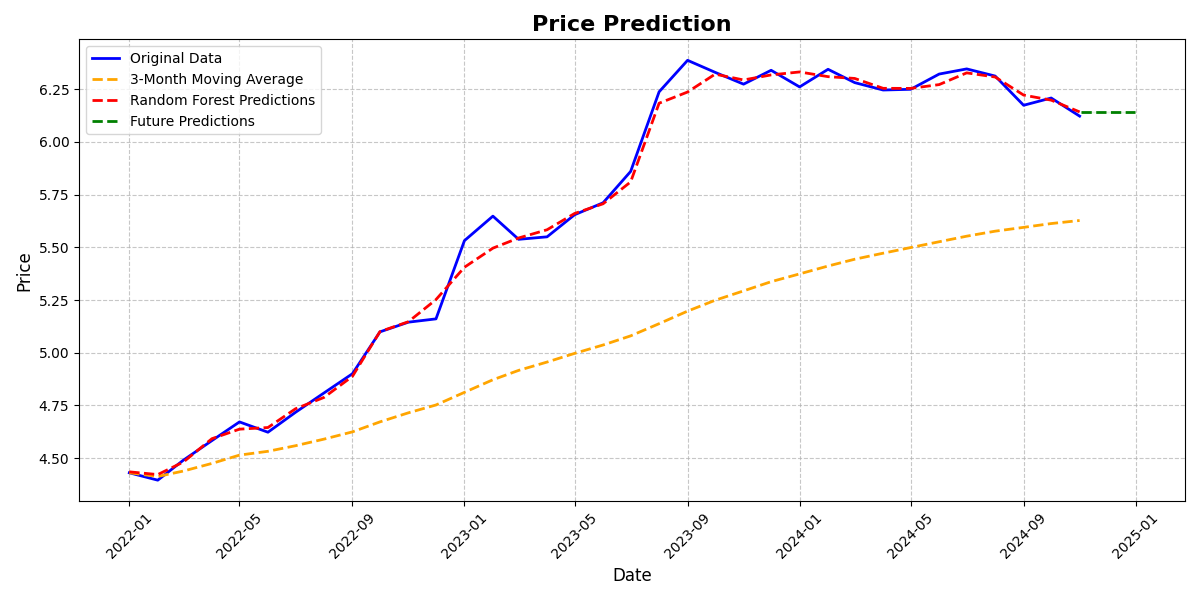 Price Prediction
Original Data
3-Month Moving Average
Random Forest Predictions
Future Predictions
Price
6.25
6.00
5.75
5.50
5.25
5.00
4.75
4.50
2022-01
2022-05
2022-09
2023-01
2023-05
2023-09
2024-01
2024-05
2024-09
2025-01
Date